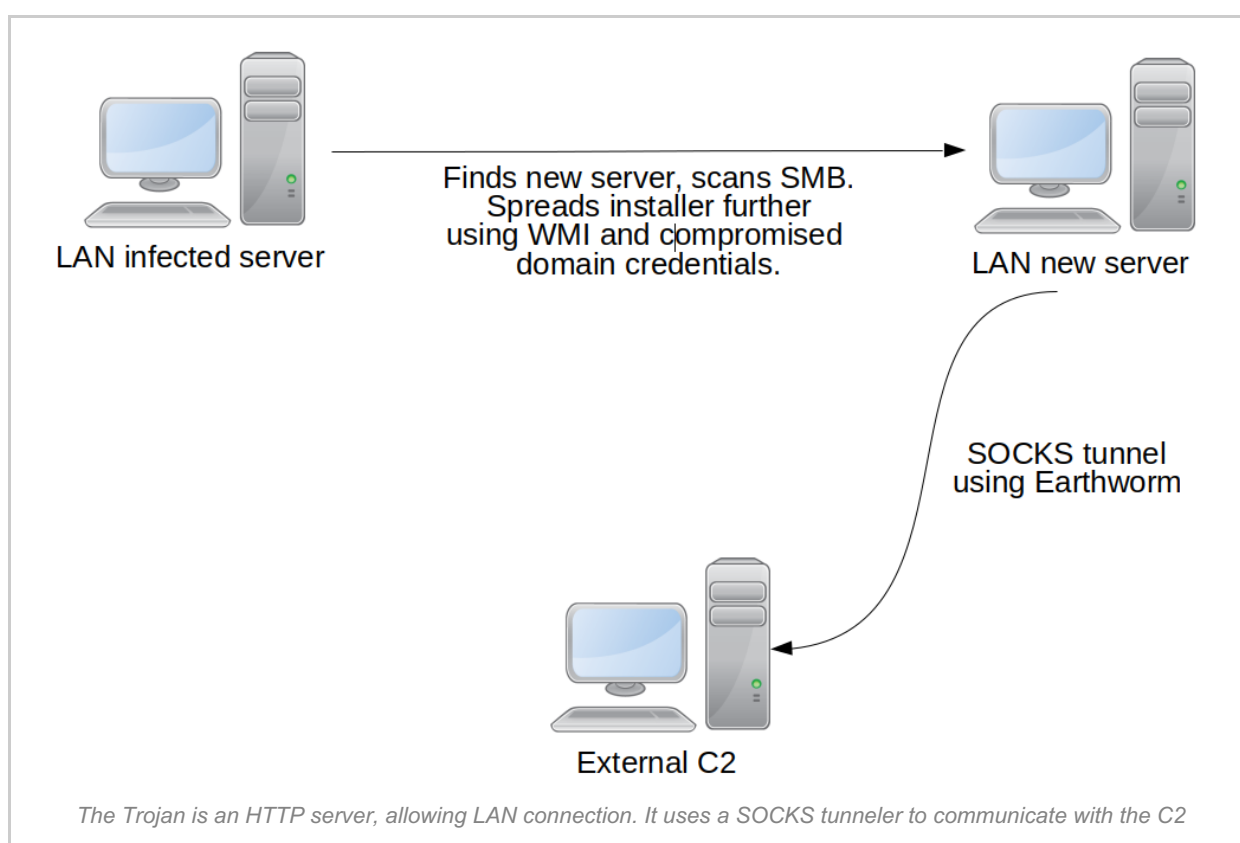 Finds new server, scans SMB.
Spreads installer further
using WMI and compromised
domain credentials.
LAN infected server
LAN new server
SOCKS tunnel
using Earthworm
External C2
The Trojan is an HTTP server, allowing LAN connection. It uses a SOCKS tunneler to communicate with the C2